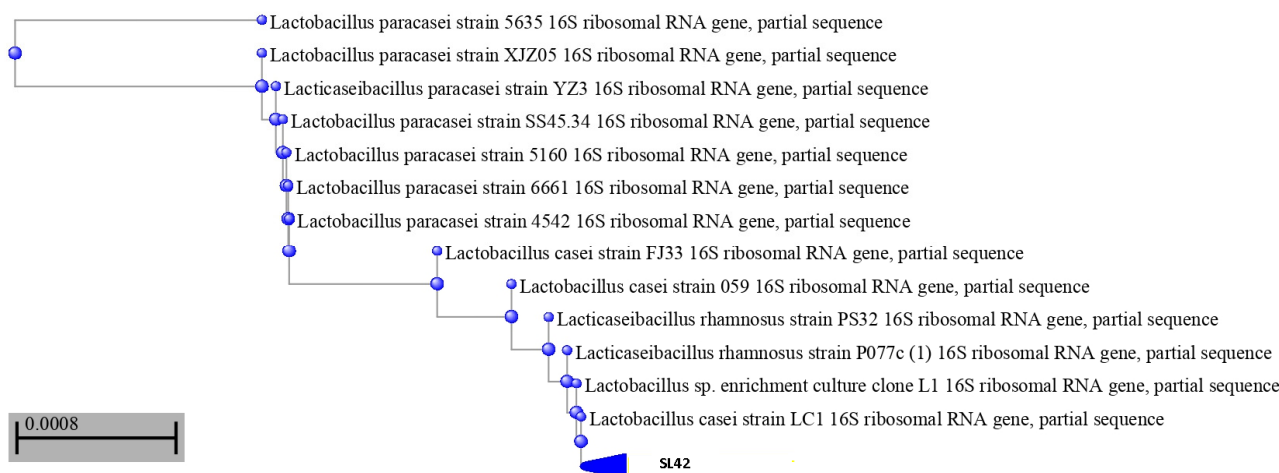 Lactobacillus paracasei strain 5635 16S ribosomal RNA gene, partial sequence
Lactobacillus paracasei strain XJZ05 16S ribosomal RNA gene, partial sequence
Lacticaseibacillus paracasei strain YZ3 16S ribosomal RNA gene, partial sequence
Lactobacillus paracasei strain SS45.34 16S ribosomal RNA gene, partial sequence
Lactobacillus paracasei strain 5160 16S ribosomal RNA gene, partial sequence
Lactobacillus paracasei strain 6661 16S ribosomal RNA gene, partial sequence
Lactobacillus paracasei strain 4542 16S ribosomal RNA gene, partial sequence
Lactobacillus casei strain FJ33 16S ribosomal RNA gene, partial sequence
Lactobacillus casei strain 059 16S ribosomal RNA gene, partial sequence
Lacticaseibacillus rhamnosus strain PS32 16S ribosomal RNA gene, partial sequence
Lacticaseibacillus rhamnosus strain P077c (1) 16S ribosomal RNA gene, partial sequence
Lactobacillus sp. enrichment culture clone L1 16S ribosomal RNA gene, partial sequence
Lactobacillus casei strain LC1 16S ribosomal RNA gene, partial sequence
0.0008
SL42